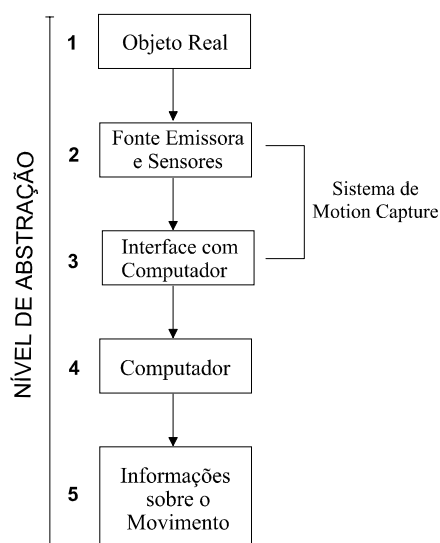 NÍVEL DE ABSTRAÇÃO
1
Objeto Real
2
Fonte Emissora
e Sensores
Sistema de
Motion Capture
3
Interface com
Computador
4
Computador
5
Informações
sobre o
Movimento